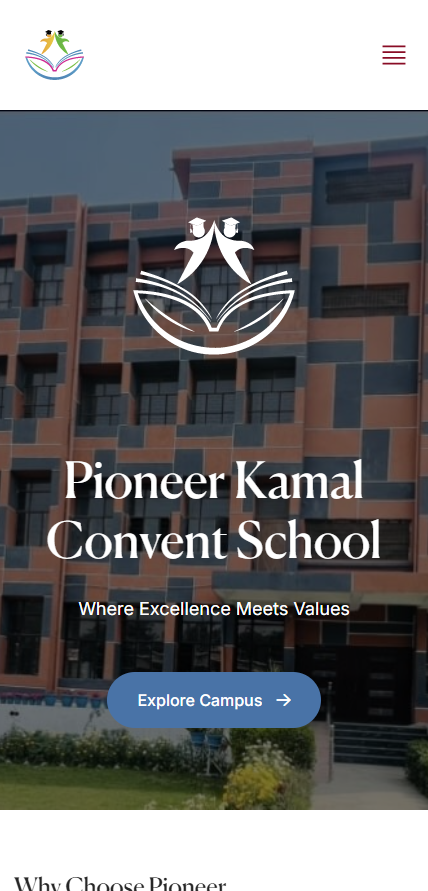 Pioneer Kamal
Convent School
Where Excellence Meets Values
Explore Campus
Why Choose Pioneer